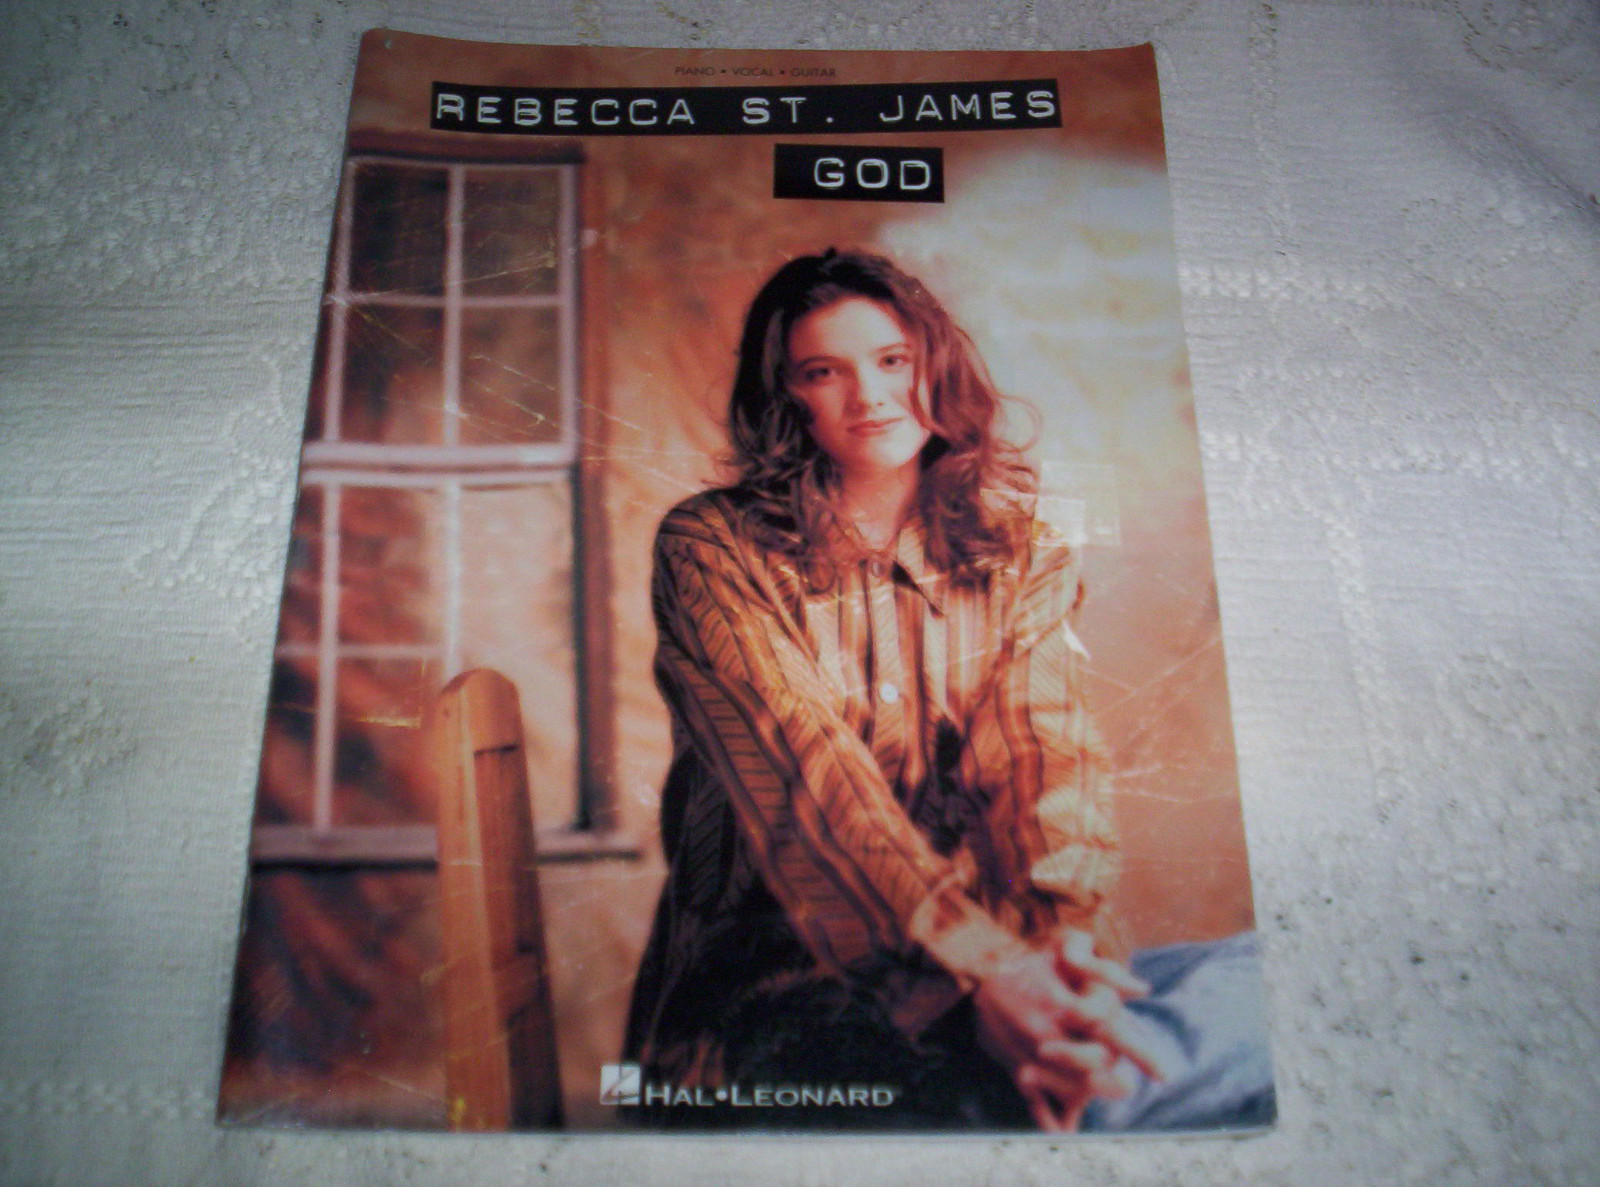 PIANO • VOCAL • GUITAR
REBECCA ST. JAMES
GOD
HAL•LEONARD